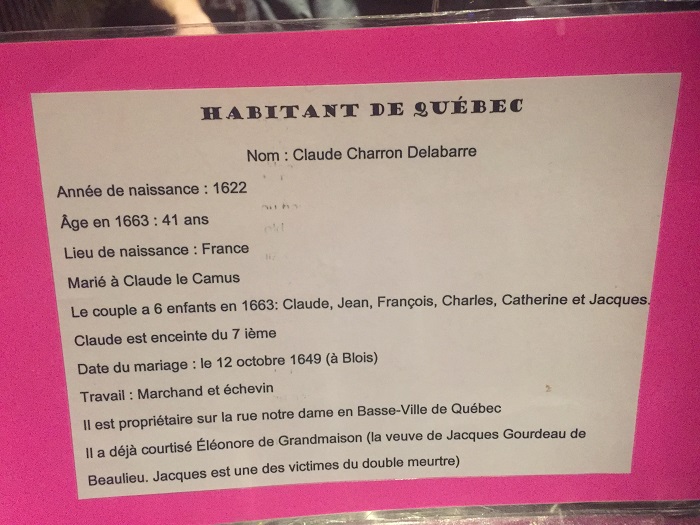 HABITANT DE QUÉBEC
Nom : Claude Charron Delabarre
Année de naissance : 1622
Âge en 1663 : 41 ans
Lieu de naissance : France
Marié à Claude le Camus
Le couple a 6 enfants en 1663: Claude, Jean, François, Charles, Catherine et Jacques.
Claude est enceinte du 7 ième
Date du mariage : le 12 octobre 1649 (à Blois)
Travail : Marchand et échevin
Il est propriétaire sur la rue notre dame en Basse-Ville de Québec
Il a déjà courtisé Éléonore de Grandmaison (la veuve de Jacques Gourdeau de
Beaulieu. Jacques est une des victimes du double meurtre)